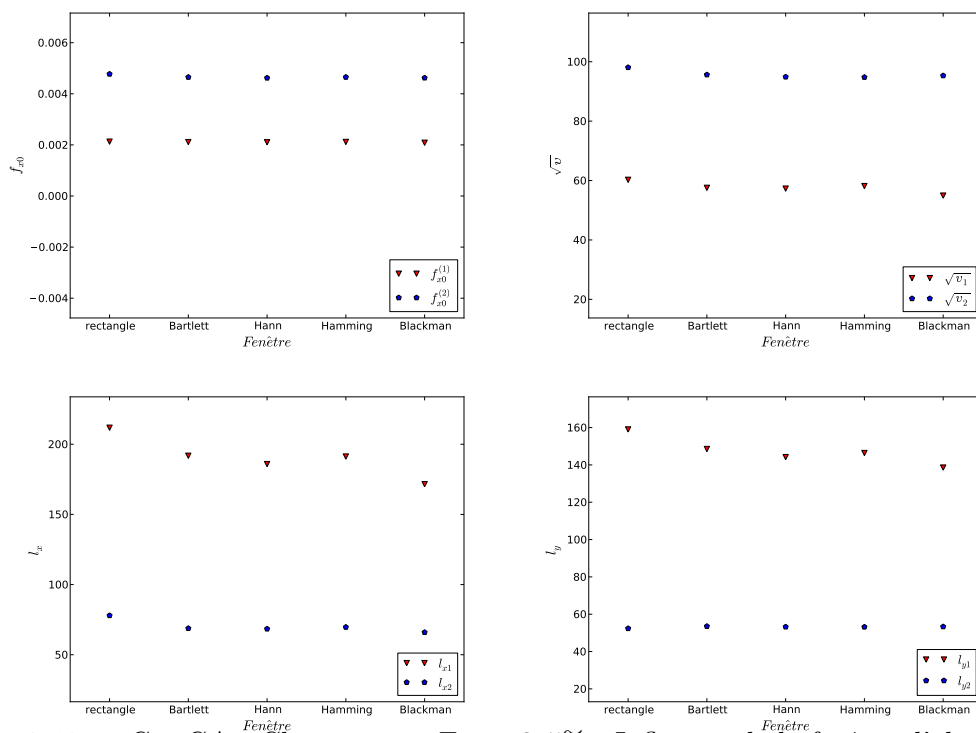 0.006
0.004
0.002
0.000
−0.002
−0.004
f_{x0}
rectangle Bartlett Hann Hamming Blackman
Fenêtre
f_{x0}^{(1)}
f_{x0}^{(2)}
100
80
60
40
20
√v
rectangle Bartlett Hann Hamming Blackman
Fenêtre
√v_1
√v_2
200
150
100
50
l_x
rectangle Bartlett Hann Hamming Blackman
Fenêtre
l_{x1}
l_{x2}
160
140
120
100
80
60
40
20
l_y
rectangle Bartlett Hann Hamming Blackman
Fenêtre
l_{y1}
l_{y2}